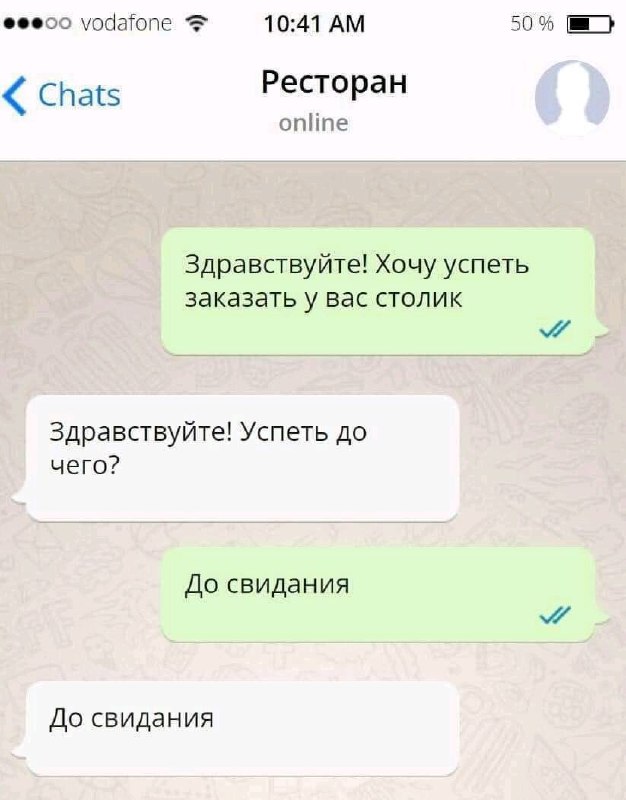 vodafone 10:41 AM 50 %
Chats
Ресторан
online
Здравствуйте! Хочу успеть
заказать у вас столик
Здравствуйте! Успеть до
чего?
До свидания
До свидания